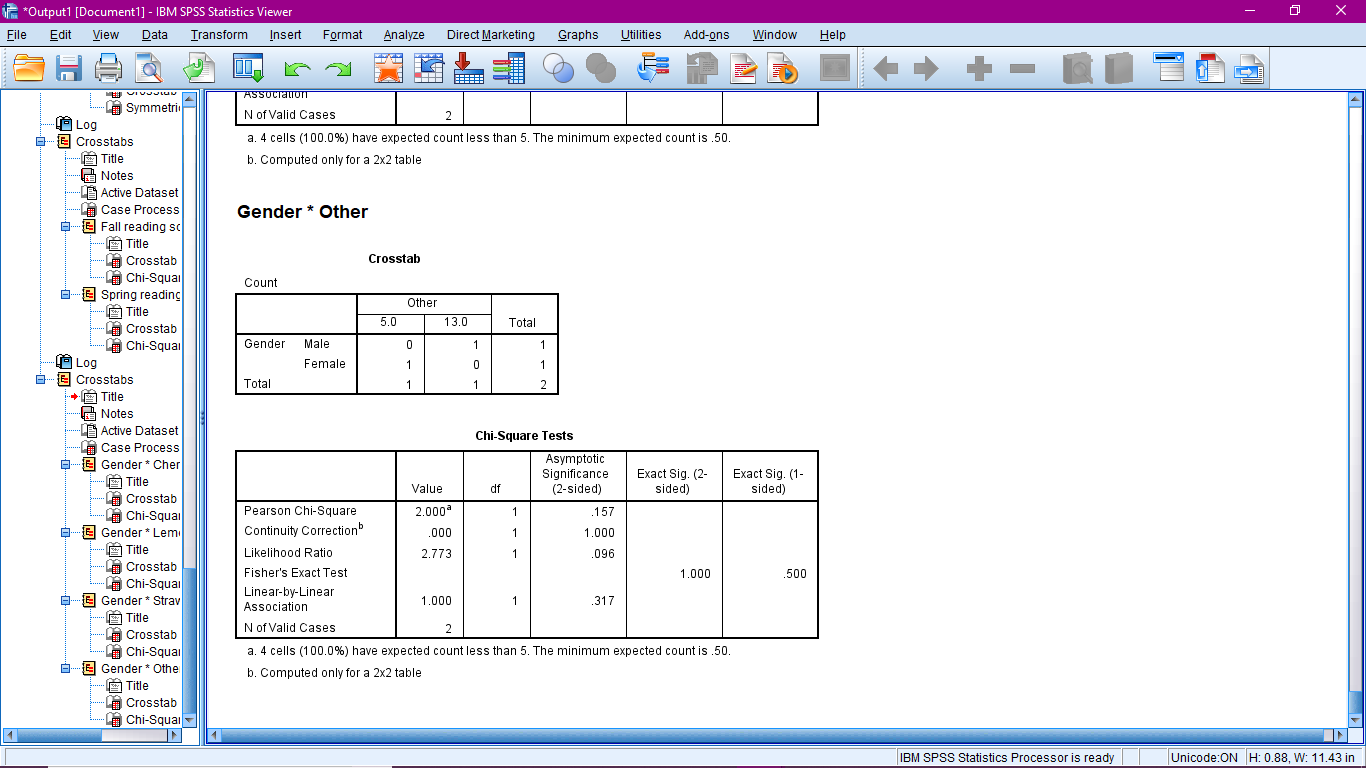 *Output1 [Document1] - IBM SPSS Statistics Viewer
File Edit View Data Transform Insert Format Analyze Direct Marketing Graphs Utilities Add-ons Window Help
Symmetri
Log
Crosstabs
Title
Notes
Active Dataset
Case Process
Fall reading sc
Title
Crosstab
Chi-Squar
Spring reading
Title
Crosstab
Chi-Squar
Log
Crosstabs
Title
Notes
Active Dataset
Case Process
Gender * Cher
Title
Crosstab
Chi-Squar
Gender * Lem
Title
Crosstab
Chi-Squar
Gender * Straw
Title
Crosstab
Chi-Squar
Gender * Othe
Title
Crosstab
Chi-Squar
Association
N of Valid Cases 2
a. 4 cells (100.0%) have expected count less than 5. The minimum expected count is .50.
b. Computed only for a 2x2 table
Gender * Other
Crosstab
Count
Other
5.0 13.0 Total
Gender Male 0 1 1
Female 1 0 1
Total 1 1 2
Chi-Square Tests
Value df Asymptotic Significance (2-sided) Exact Sig. (2-sided) Exact Sig. (1-sided)
Pearson Chi-Square 2.000a 1 .157
Continuity Correctionb .000 1 1.000
Likelihood Ratio 2.773 1 .096
Fisher's Exact Test 1.000 .500
Linear-by-Linear
Association 1.000 1 .317
N of Valid Cases 2
a. 4 cells (100.0%) have expected count less than 5. The minimum expected count is .50.
b. Computed only for a 2x2 table
IBM SPSS Statistics Processor is ready Unicode:ON H: 0.88, W: 11.43 in